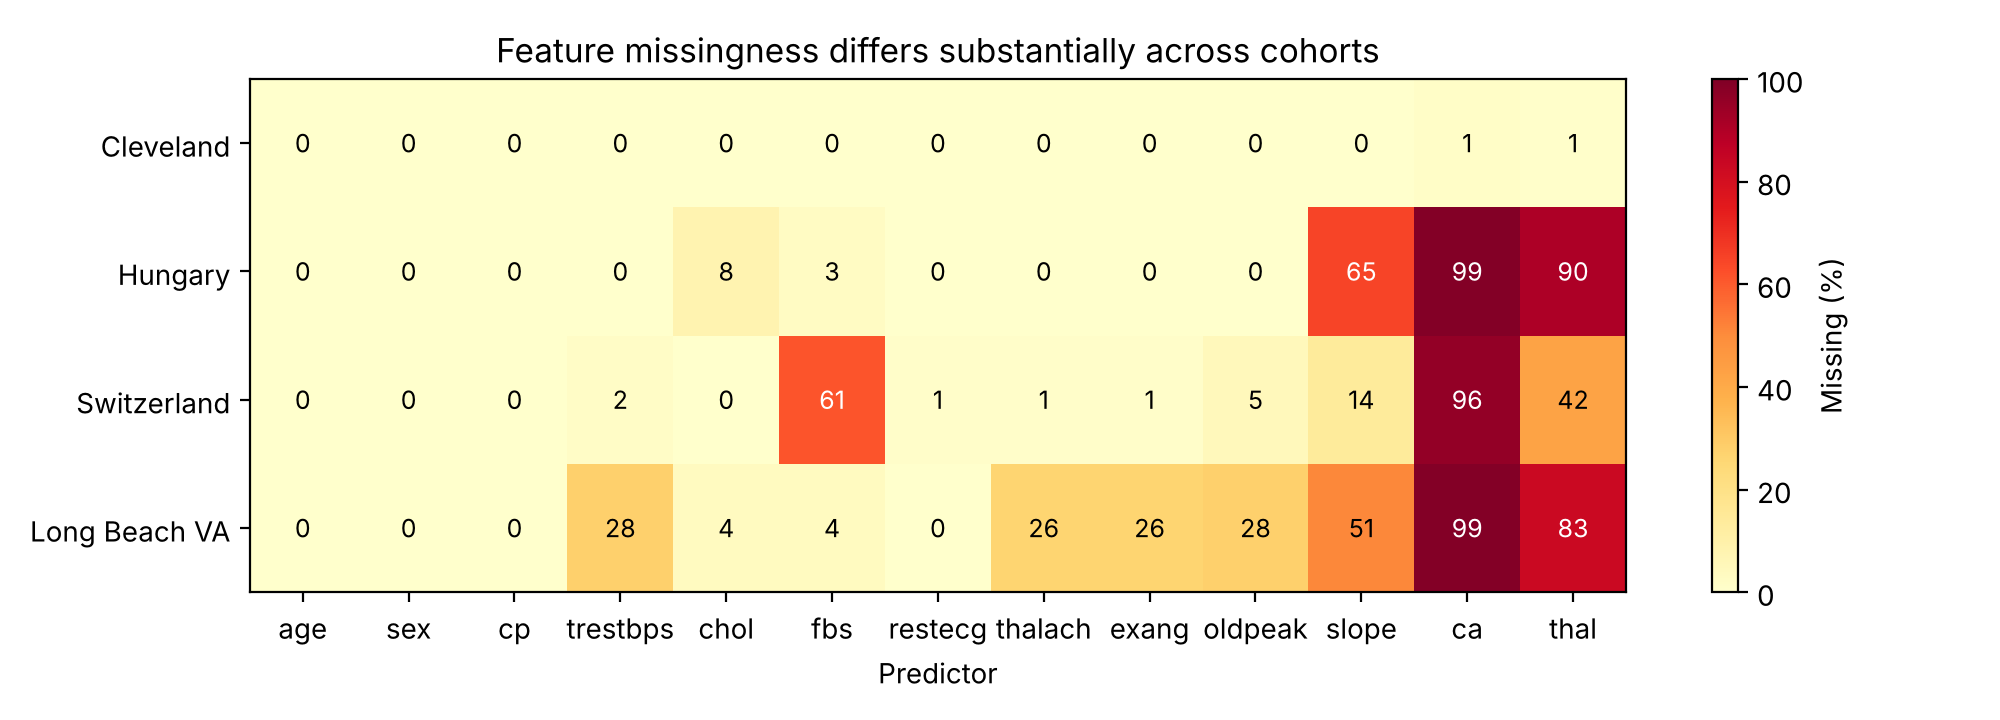 Feature missingness differs substantially across cohorts
Cleveland 0 0 0 0 0 0 0 0 0 0 0 1 1
Hungary 0 0 0 0 8 3 0 0 0 0 65 99 90
Switzerland 0 0 0 2 0 61 1 1 1 5 14 96 42
Long Beach VA 0 0 0 28 4 4 0 26 26 28 51 99 83
age sex cp trestbps chol fbs restecg thalach exang oldpeak slope ca thal
Predictor
100
80
60
40
20
0
Missing (%)